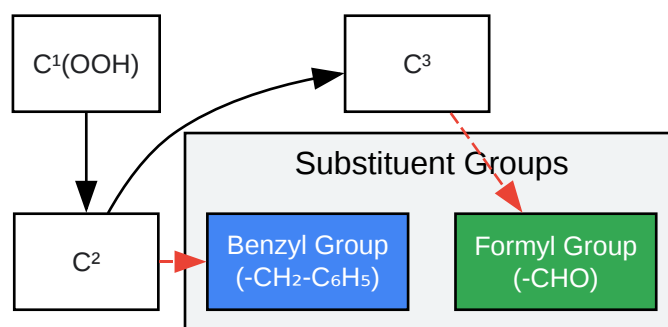 C¹(OOH)
C³
Substituent Groups
C²
Benzyl Group
(-CH₂-C₆H₅)
Formyl Group
(-CHO)